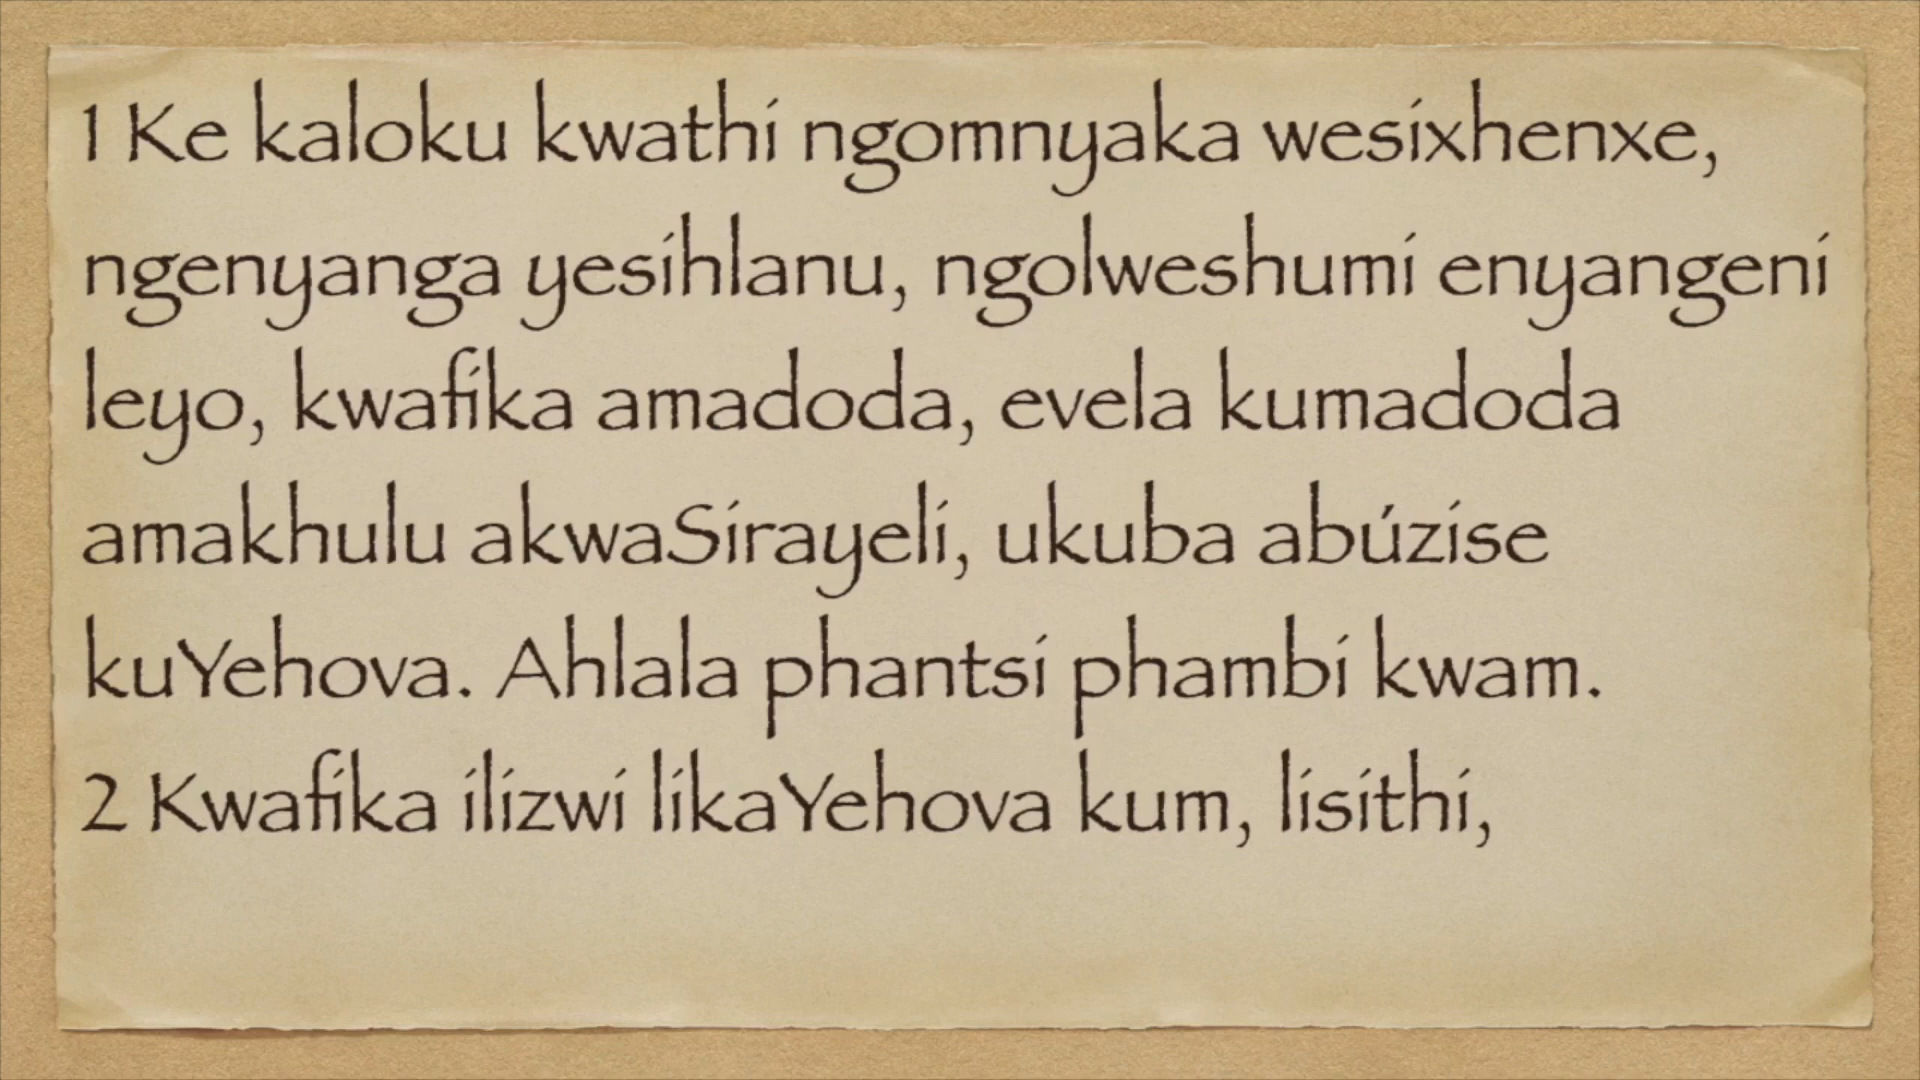 1 Ke kaloku kwathi ngomnyaka wesixhenxe,
ngenyanga yesihlanu, ngolweshumi enyangeni
leyo, kwafika amadoda, evela kumadoda
amakhulu akwaSirayeli, ukuba abúzise
kuYehova. Ahlala phantsi phambi kwam.
2 Kwafika ilizwi likaYehova kum, lisithi,